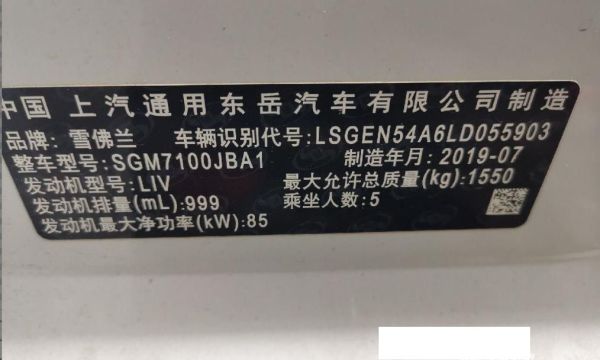 中国 上汽通用东岳汽车有限公司制造
品牌: 雪佛兰 车辆识别代号: LSGEN54A6LD055903
整车型号: SGM7100JBA1 制造年月: 2019-07
发动机型号: LIV 最大允许总质量(kg): 1550
发动机排量(mL): 999 乘坐人数: 5
发动机最大净功率(kW): 85